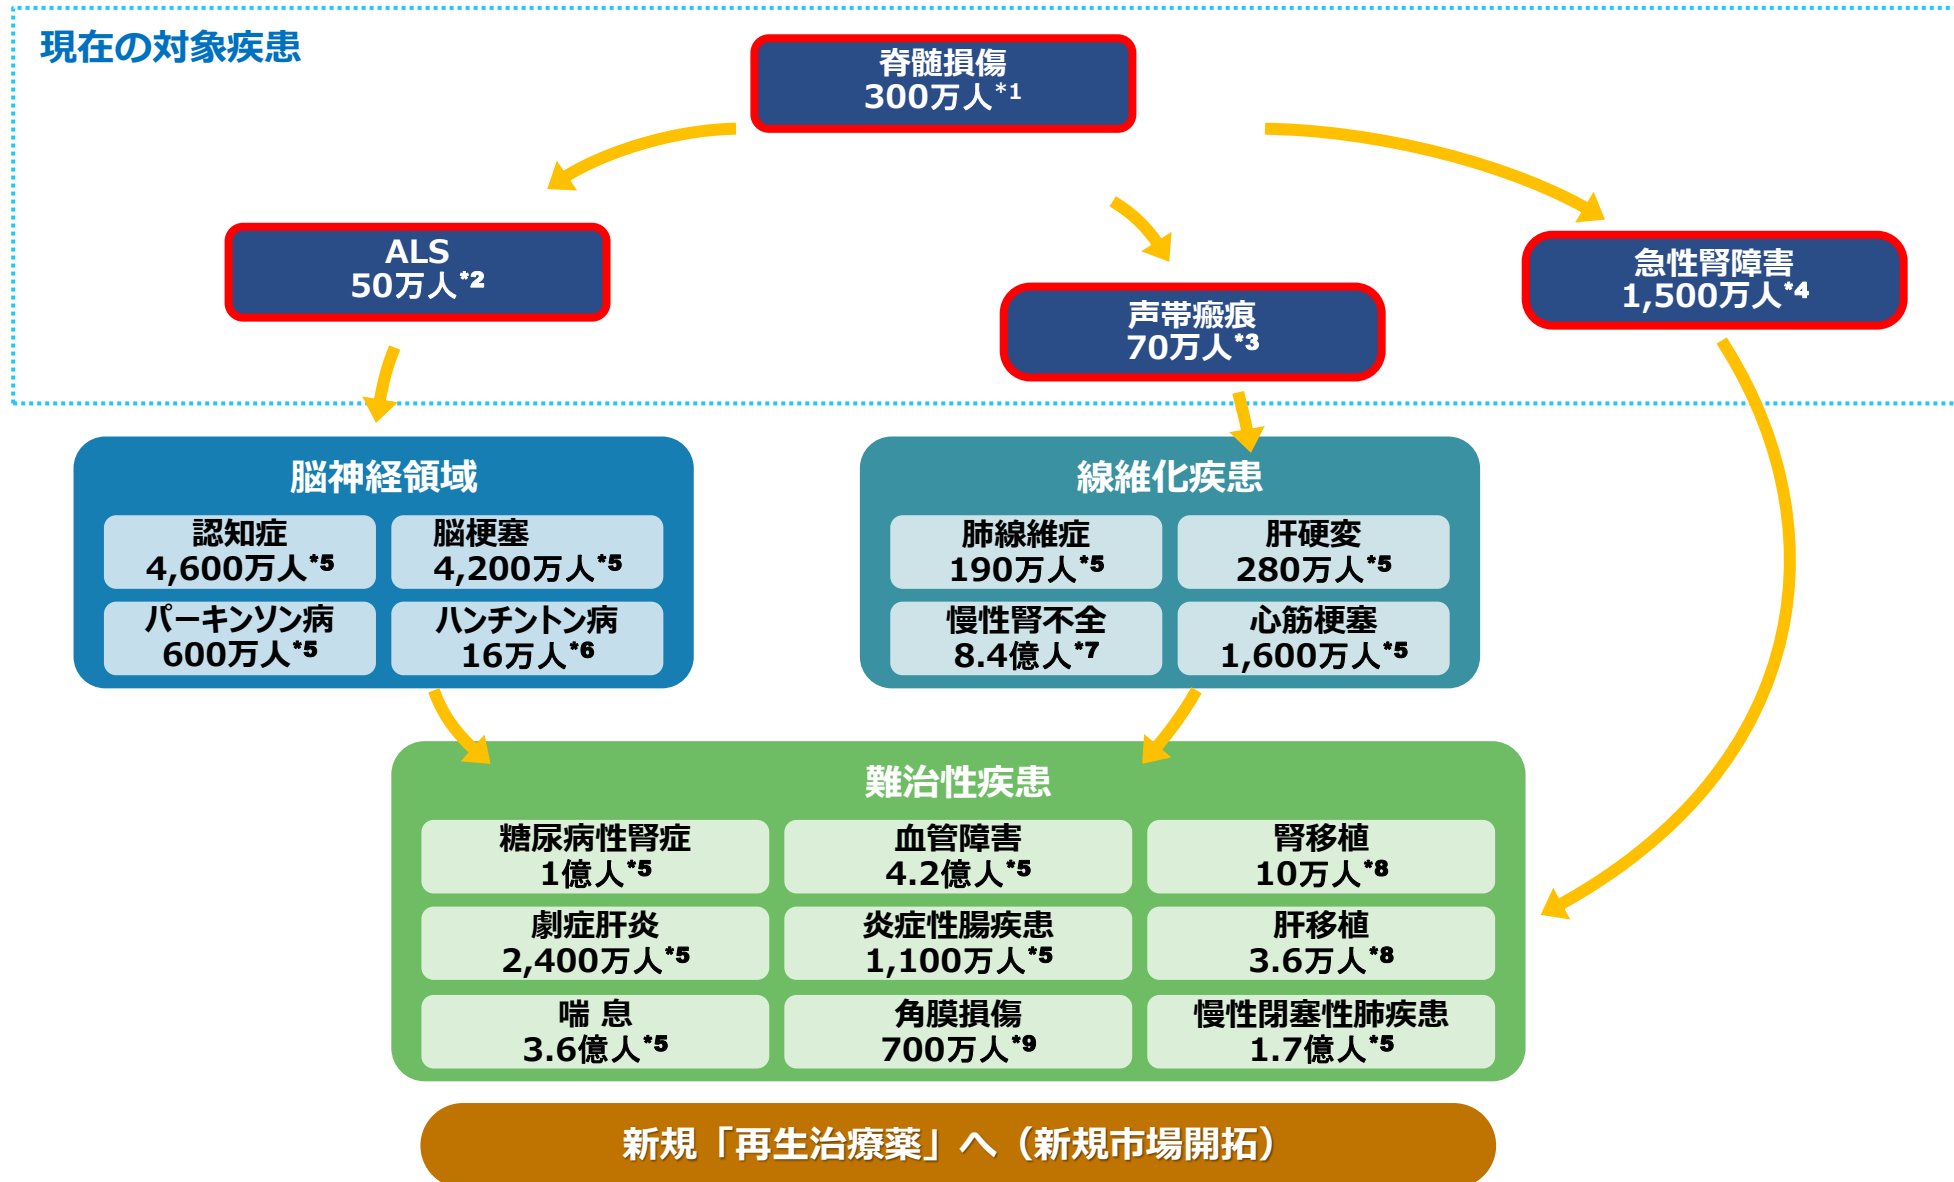 現在の対象疾患
脊髄損傷
300万人*1
ALS
50万人*2
声帯瘢痕
70万人*3
急性腎障害
1,500万人*4
脳神経領域
認知症
4,600万人*5
脳梗塞
4,200万人*5
パーキンソン病
600万人*5
ハンチントン病
16万人*6
線維化疾患
肺線維症
190万人*5
肝硬変
280万人*5
慢性腎不全
8.4億人*7
心筋梗塞
1,600万人*5
難治性疾患
糖尿病性腎症
1億人*5
血管障害
4.2億人*5
腎移植
10万人*8
劇症肝炎
2,400万人*5
炎症性腸疾患
1,100万人*5
肝移植
3.6万人*8
喘 息
3.6億人*5
角膜損傷
700万人*9
慢性閉塞性肺疾患
1.7億人*5
新規「再生治療薬」へ（新規市場開拓）